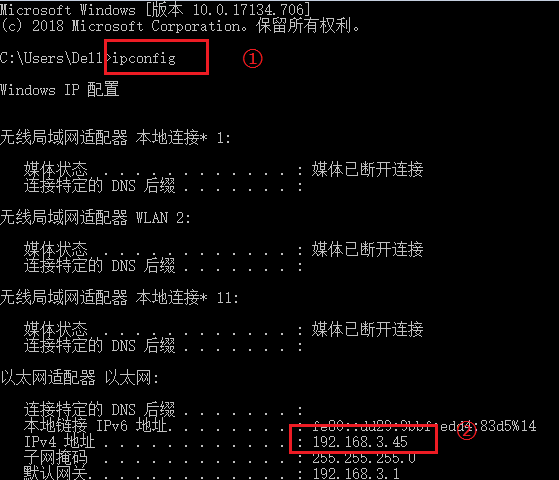 Microsoft Windows [版本 10.0.17134.706]
(c) 2018 Microsoft Corporation。保留所有权利。
C:\Users\Dell>ipconfig ①
Windows IP 配置
无线局域网适配器 本地连接* 1:
媒体状态 . . . . . . . . . . . . : 媒体已断开连接
连接特定的 DNS 后缀 . . . . . . . :
无线局域网适配器 WLAN 2:
媒体状态 . . . . . . . . . . . . : 媒体已断开连接
连接特定的 DNS 后缀 . . . . . . . :
无线局域网适配器 本地连接* 11:
媒体状态 . . . . . . . . . . . . : 媒体已断开连接
连接特定的 DNS 后缀 . . . . . . . :
以太网适配器 以太网:
连接特定的 DNS 后缀 . . . . . . . :
本地链接 IPv6 地址. . . . . . . . : fe80::dd29:9bbf:edd4:83d5%14
IPv4 地址 . . . . . . . . . . . . : 192.168.3.45 ②
子网掩码 . . . . . . . . . . . . : 255.255.255.0
默认网关. . . . . . . . . . . . . : 192.168.3.1